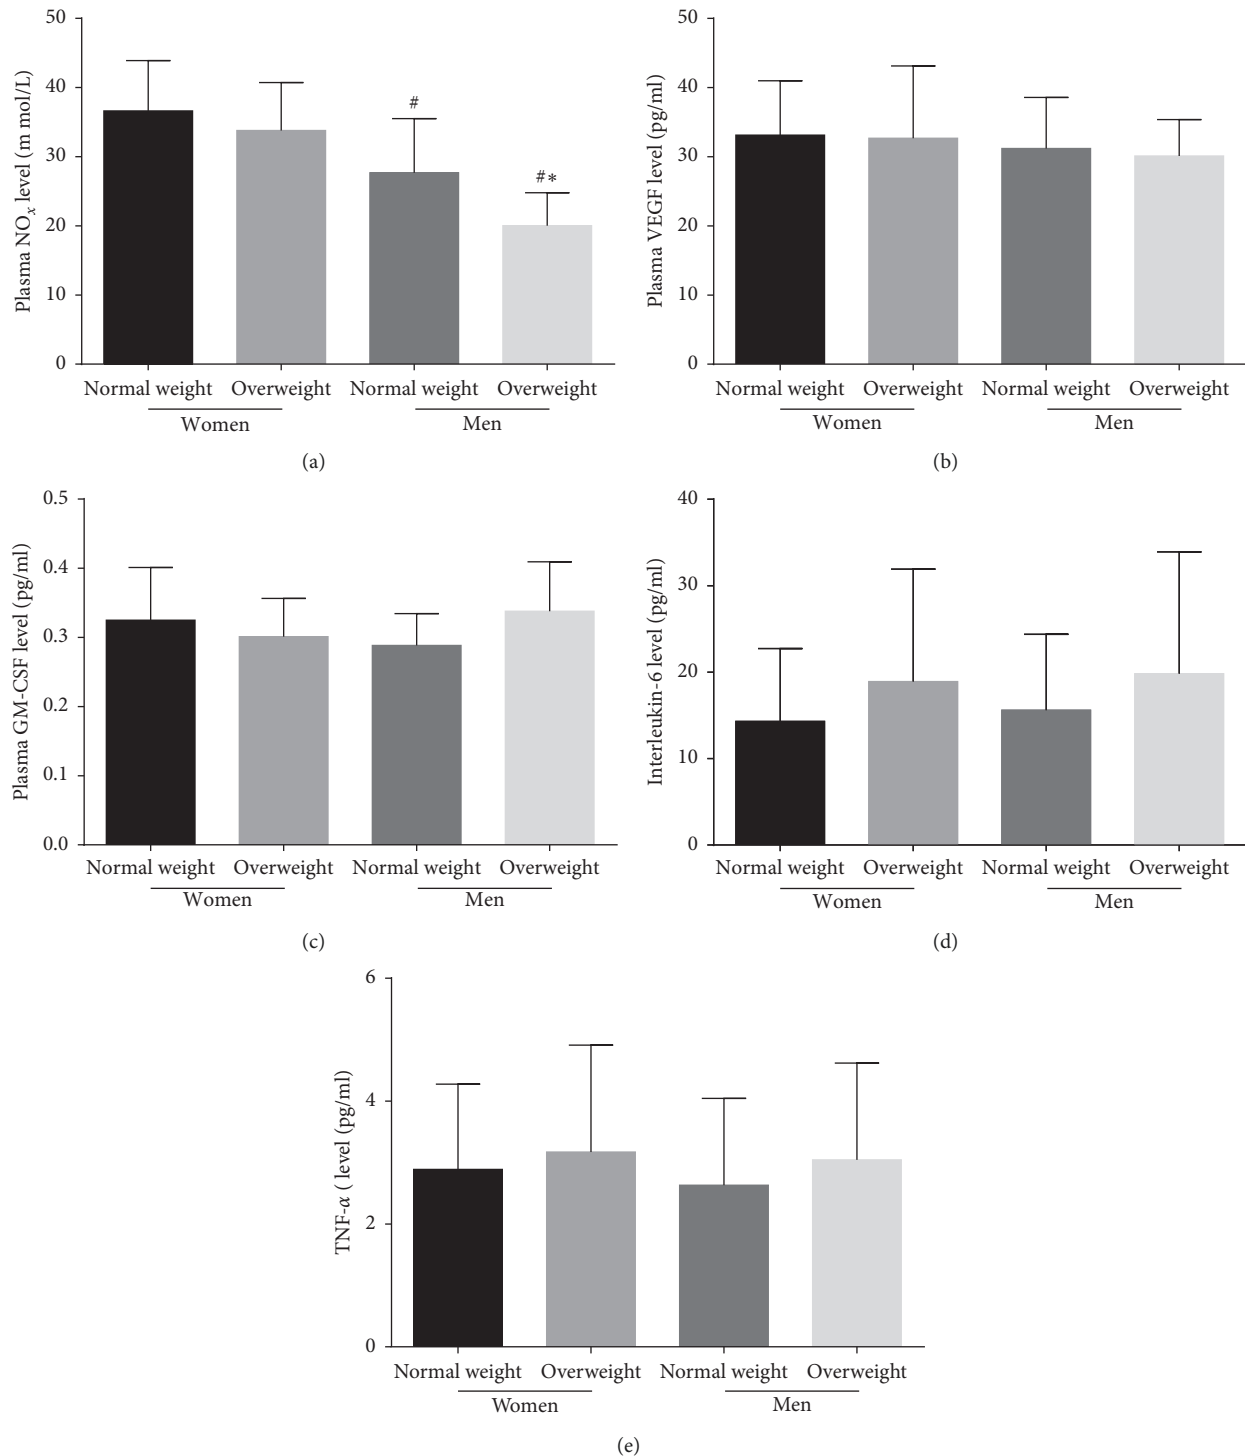 50
40
30
20
10
0
Plasma NOx level (m mol/L)
#
#*
Normal weight Overweight Normal weight Overweight
Women Men
(a)
50
40
30
20
10
0
Plasma VEGF level (pg/ml)
Normal weight Overweight Normal weight Overweight
Women Men
(b)
0.5
0.4
0.3
0.2
0.1
0.0
Plasma GM-CSF level (pg/ml)
Normal weight Overweight Normal weight Overweight
Women Men
(c)
40
30
20
10
0
Interleukin-6 level (pg/ml)
Normal weight Overweight Normal weight Overweight
Women Men
(d)
6
4
2
0
TNF-α ( level (pg/ml)
Normal weight Overweight Normal weight Overweight
Women Men
(e)